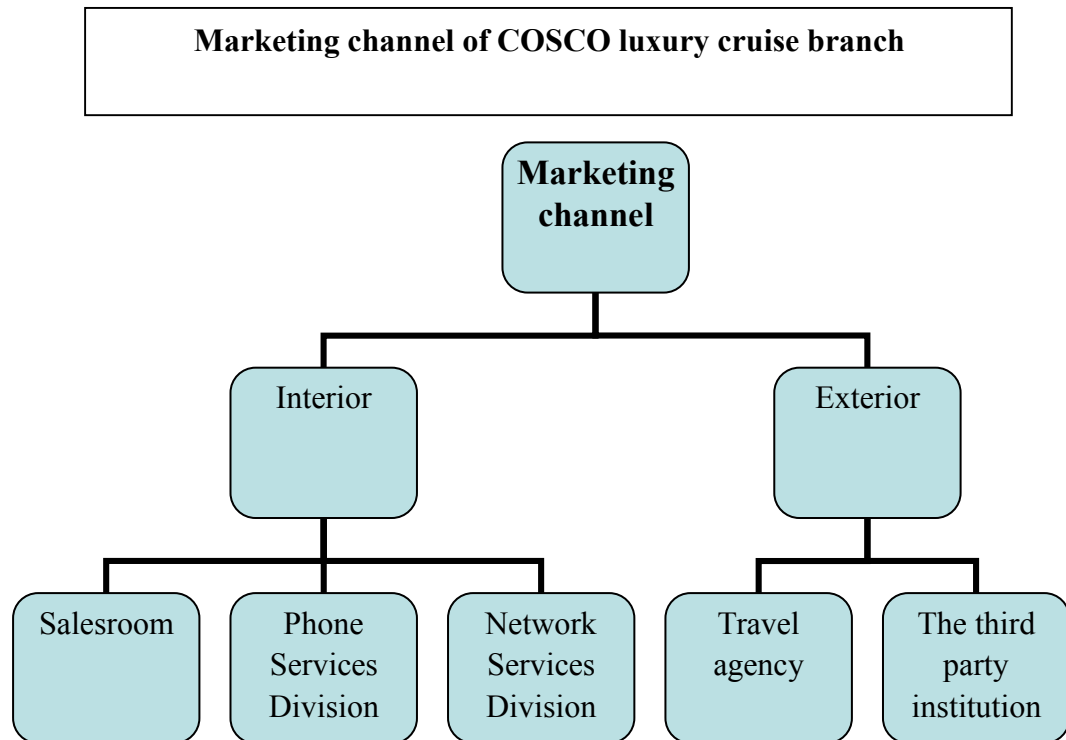 Marketing channel of COSCO luxury cruise branch
Marketing
channel
Interior
Exterior
Salesroom
Phone
Services
Division
Network
Services
Division
Travel
agency
The third
party
institution